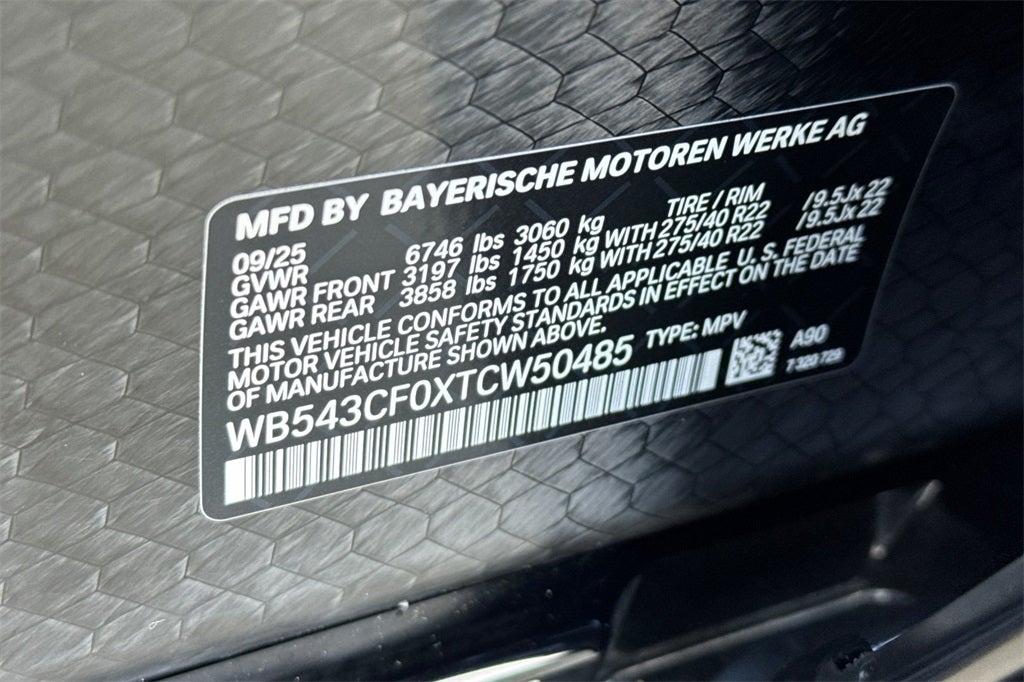 MFD BY BAYERISCHE MOTOREN WERKE AG
09/25 TIRE / RIM
GVWR 6746 lbs 3060 kg
GAWR FRONT 3197 lbs 1450 kg WITH 275/40 R22 /9.5Jx22
GAWR REAR 3858 lbs 1750 kg WITH 275/40 R22 /9.5Jx22
THIS VEHICLE CONFORMS TO ALL APPLICABLE U. S. FEDERAL
MOTOR VEHICLE SAFETY STANDARDS IN EFFECT ON THE DATE
OF MANUFACTURE SHOWN ABOVE.
WB543CF0XTCW50485 TYPE: MPV
A90
7 320 728